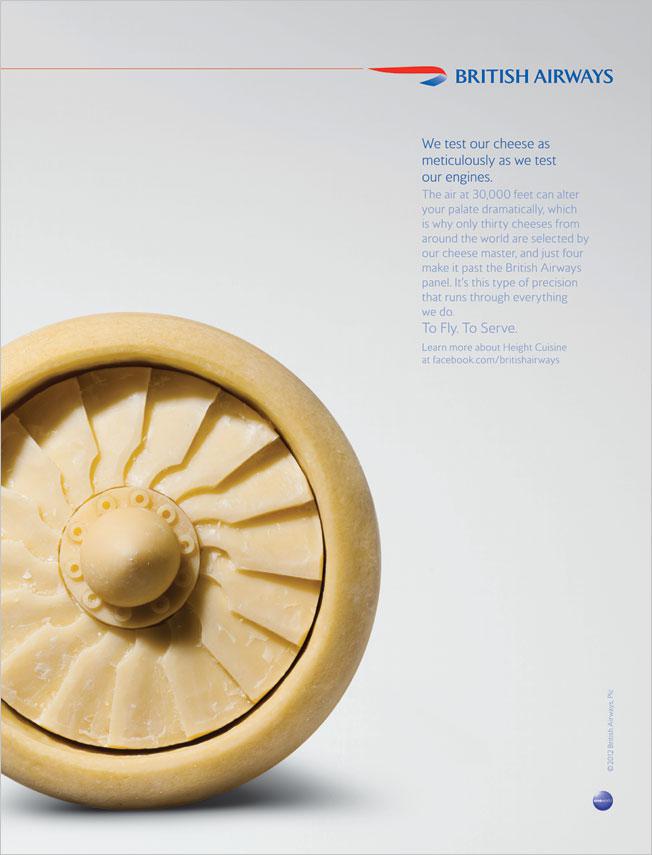 BRITISH AIRWAYS
We test our cheese as
meticulously as we test
our engines.
The air at 30,000 feet can alter
your palate dramatically, which
is why only thirty cheeses from
around the world are selected by
our cheese master, and just four
make it past the British Airways
panel. It's this type of precision
that runs through everything
we do.
To Fly. To Serve.
Learn more about Height Cuisine
at facebook.com/britishairways
©2012 British Airways, Plc
oneworld